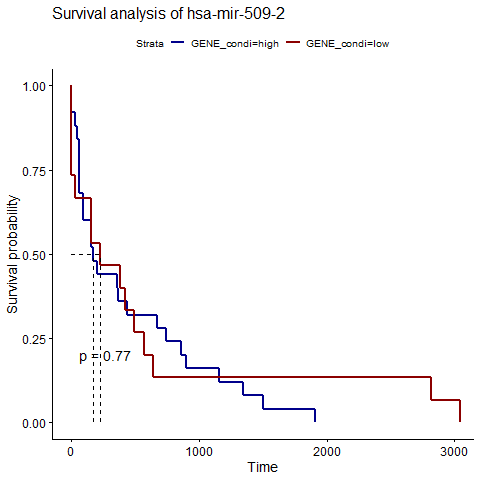 Survival analysis of hsa-mir-509-2
Strata GENE_condi=high GENE_condi=low
Survival probability
1.00
0.75
0.50
0.25
0.00
p = 0.77
0 1000 2000 3000
Time